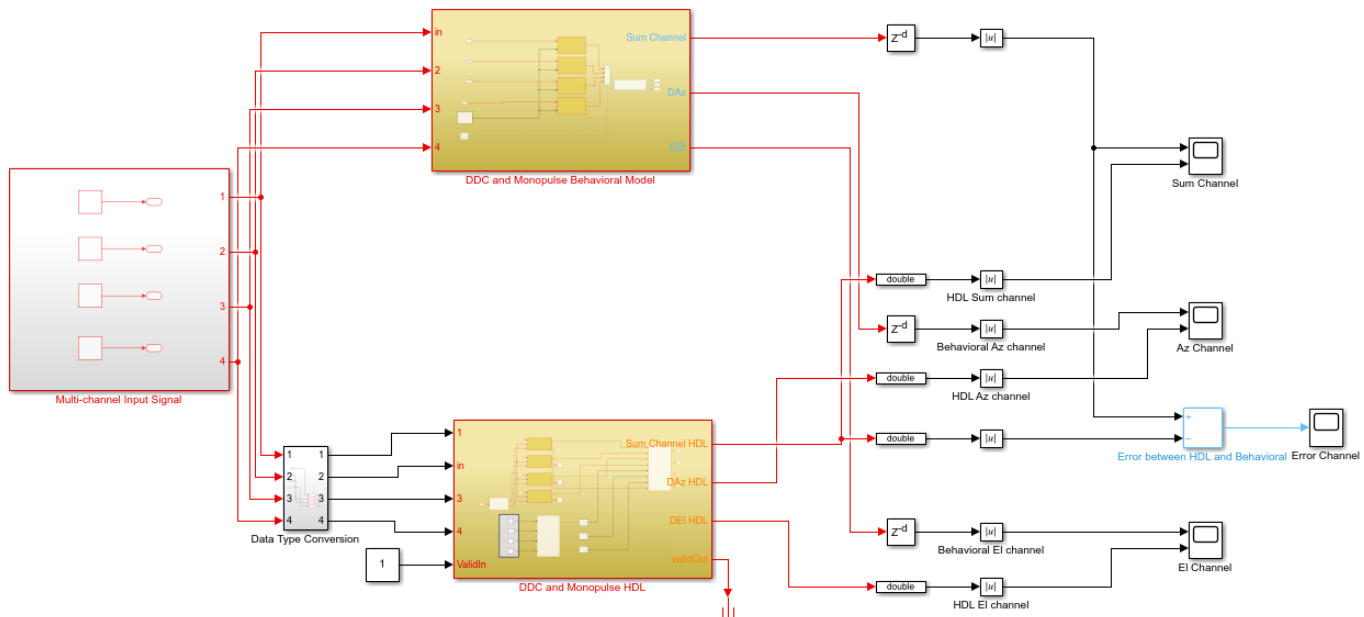 in
Sum Channel
z-d
|u|
2
DAz
3
4
DEl
DDC and Monopulse Behavioral Model
Sum Channel
1
2
3
4
Multi-channel Input Signal
double
|u|
HDL Sum channel
z-d
|u|
Behavioral Az channel
Az Channel
double
|u|
HDL Az channel
+
−
double
|u|
Error between HDL and Behavioral
Error Channel
1
1
2
2
3
3
4
4
Data Type Conversion
1
1
in
3
4
ValidIn
Sum Channel HDL
DAz HDL
DEl HDL
validOut
DDC and Monopulse HDL
z-d
|u|
Behavioral El channel
El Channel
double
|u|
HDL El channel